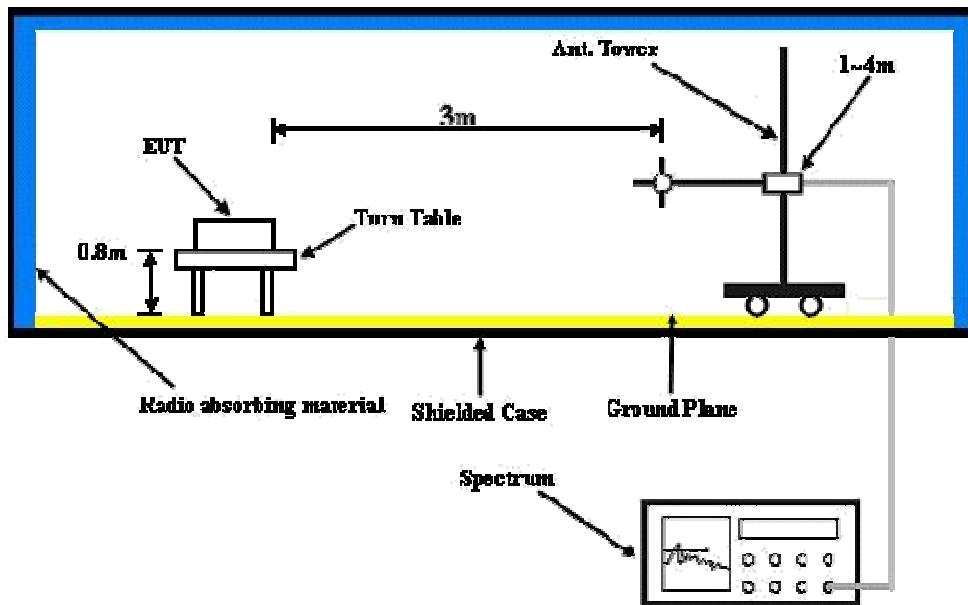 Ant. Tower
1~4m
3m
EUT
Turn Table
0.8m
Radio absorbing material
Shielded Case
Ground Plane
Spectrum